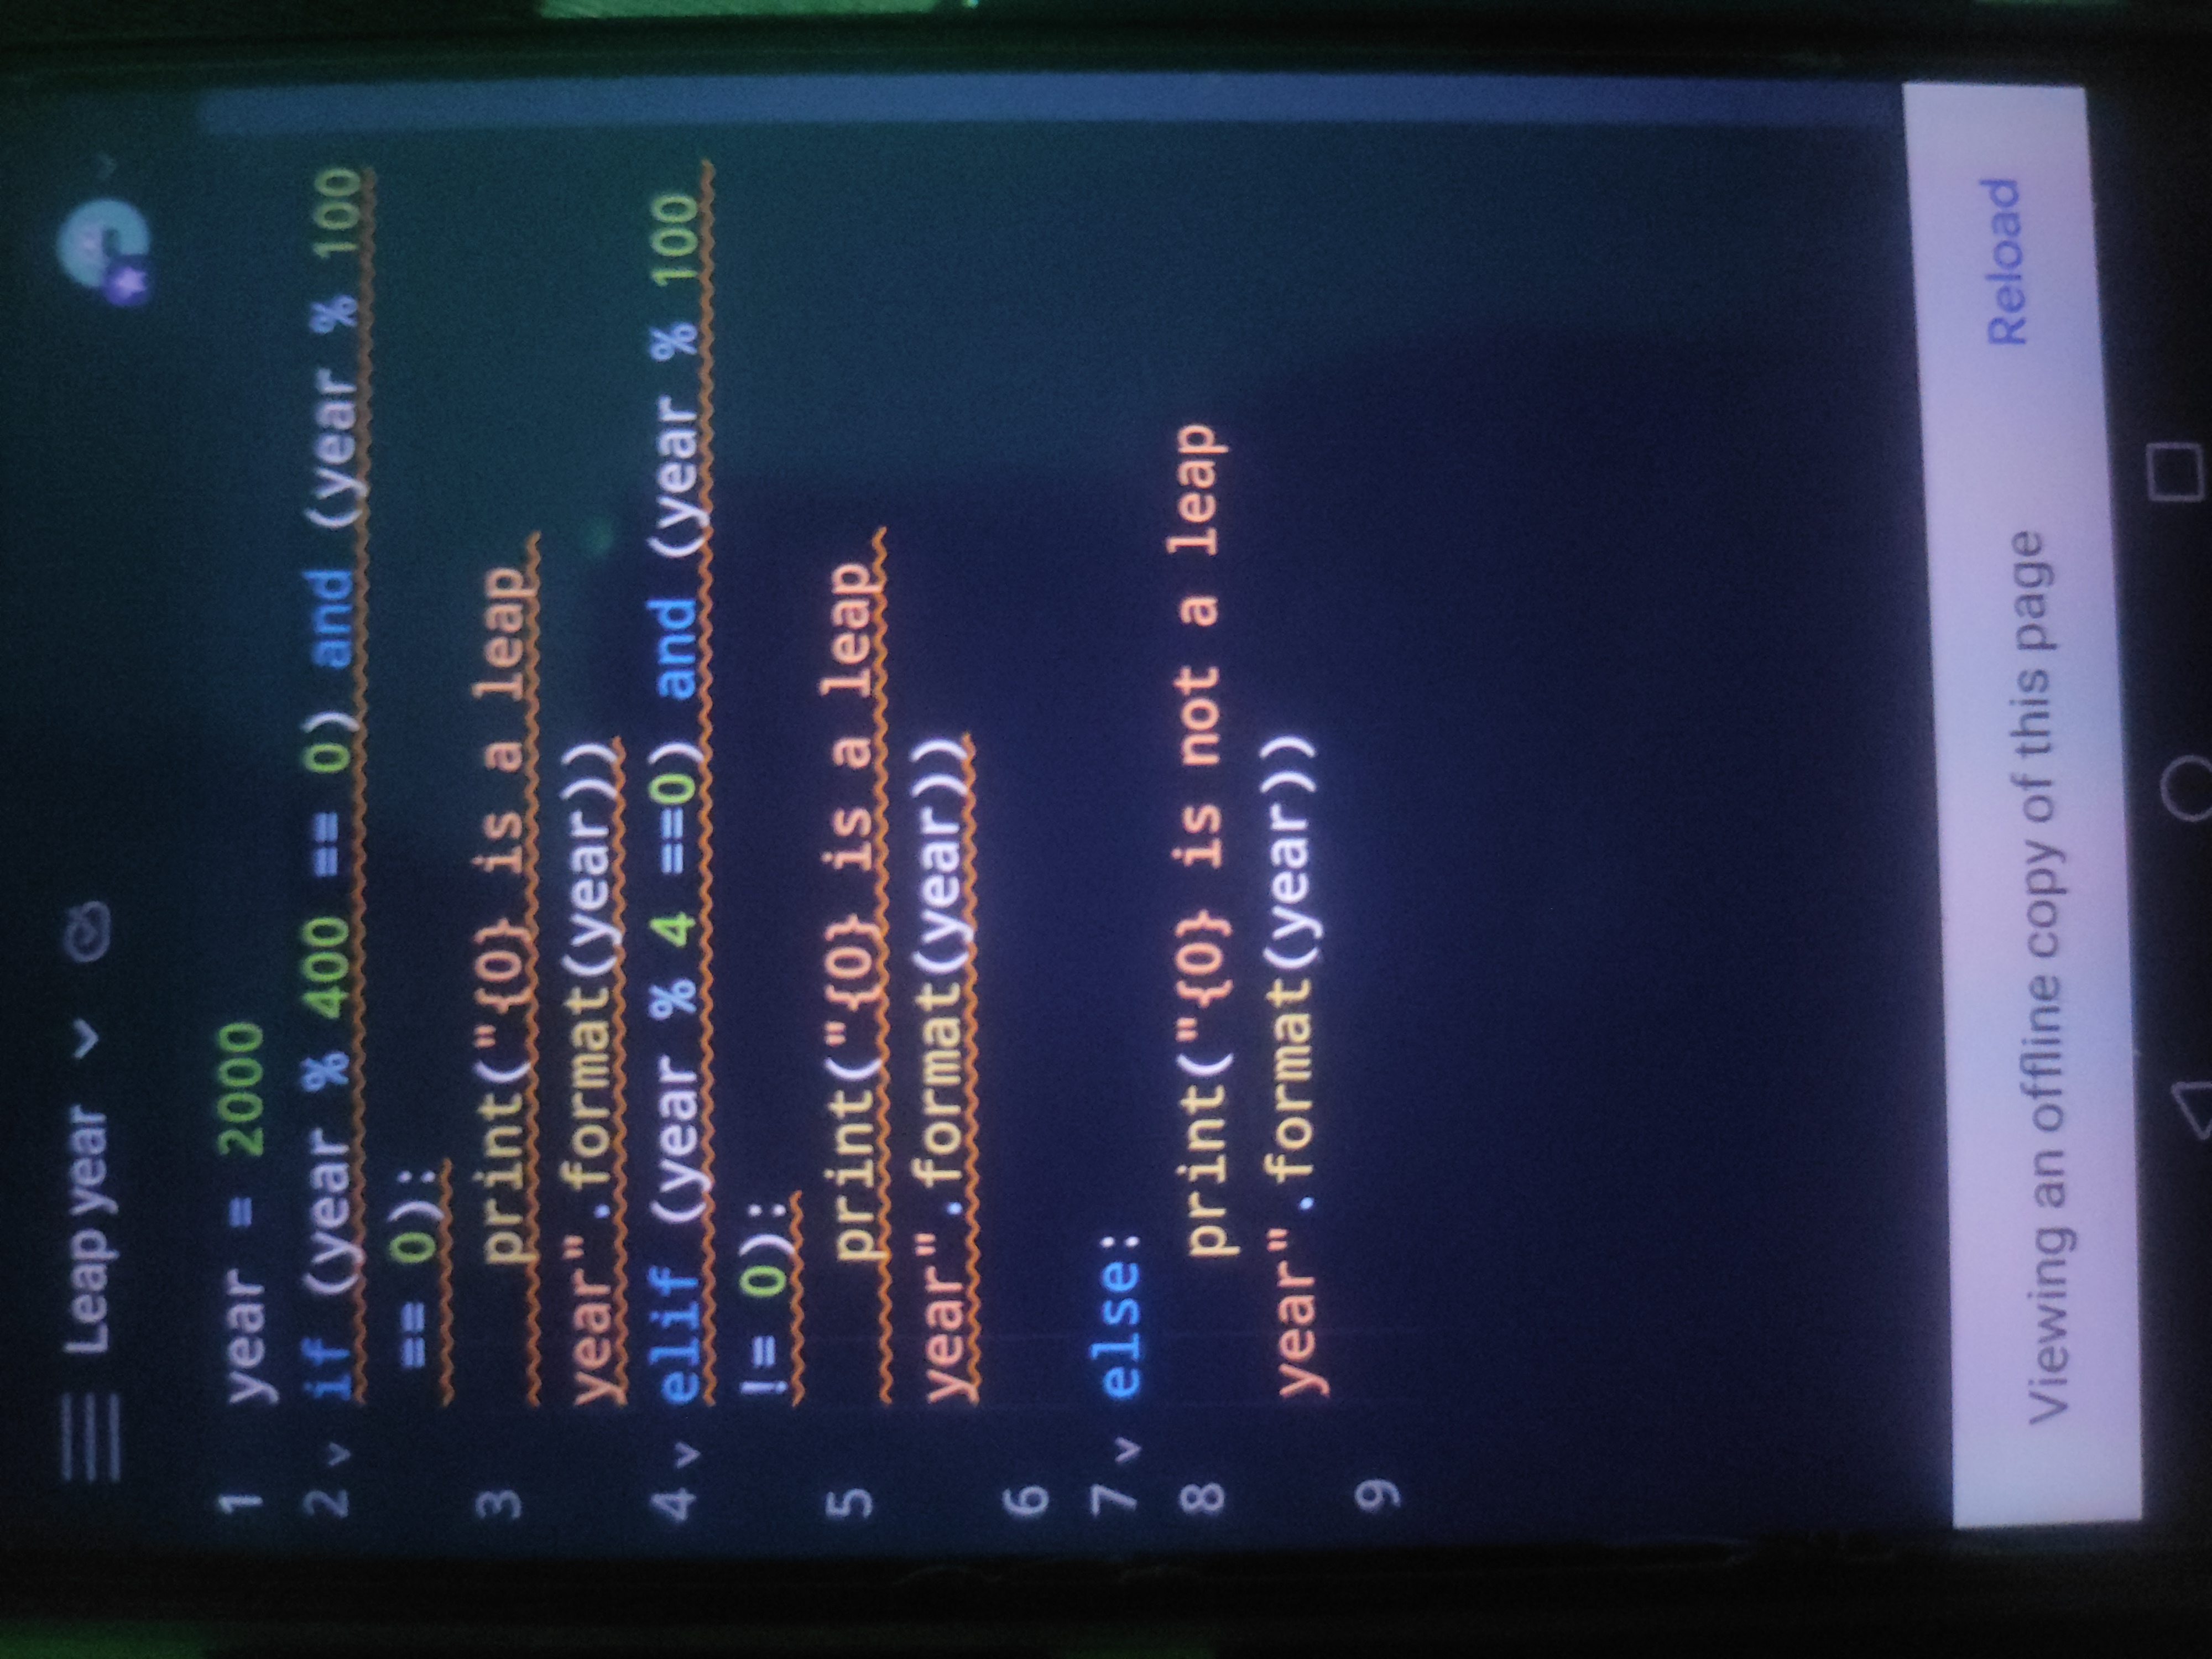 Leap year
1 year = 2000
2 if (year % 400 == 0) and (year % 100
== 0):
3 print("{0} is a leap
year".format(year))
4 elif (year % 4 ==0) and (year % 100
!= 0):
5 print("{0} is a leap
year".format(year))
6
7 else:
8 print("{0} is not a leap
year".format(year))
9
Viewing an offline copy of this page
Reload